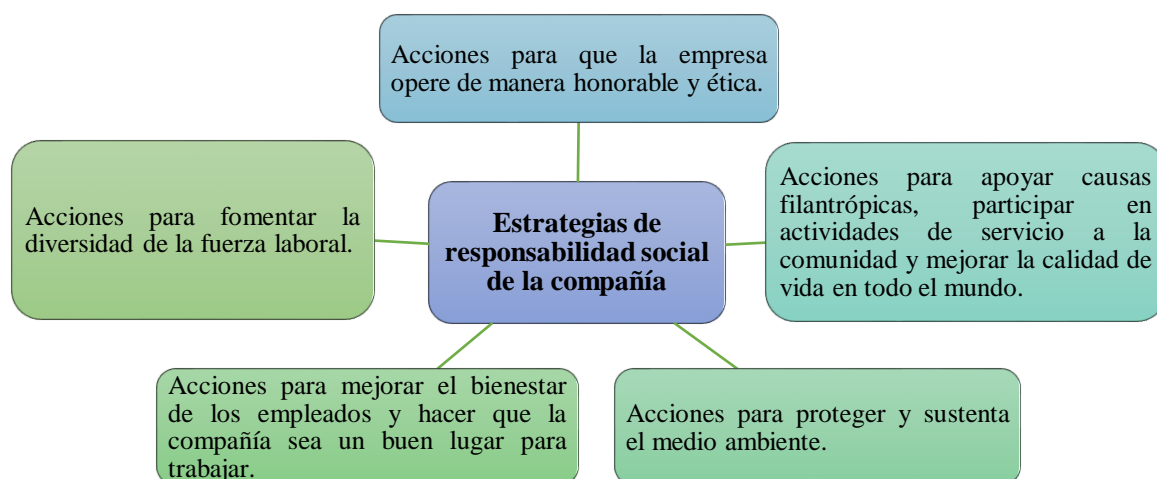 Acciones para que la empresa
opere de manera honorable y ética.
Acciones para fomentar la
diversidad de la fuerza laboral.
Estrategias de
responsabilidad social
de la compañía
Acciones para apoyar causas
filantrópicas, participar en
actividades de servicio a la
comunidad y mejorar la calidad de
vida en todo el mundo.
Acciones para mejorar el bienestar
de los empleados y hacer que la
compañía sea un buen lugar para
trabajar.
Acciones para proteger y sustenta
el medio ambiente.